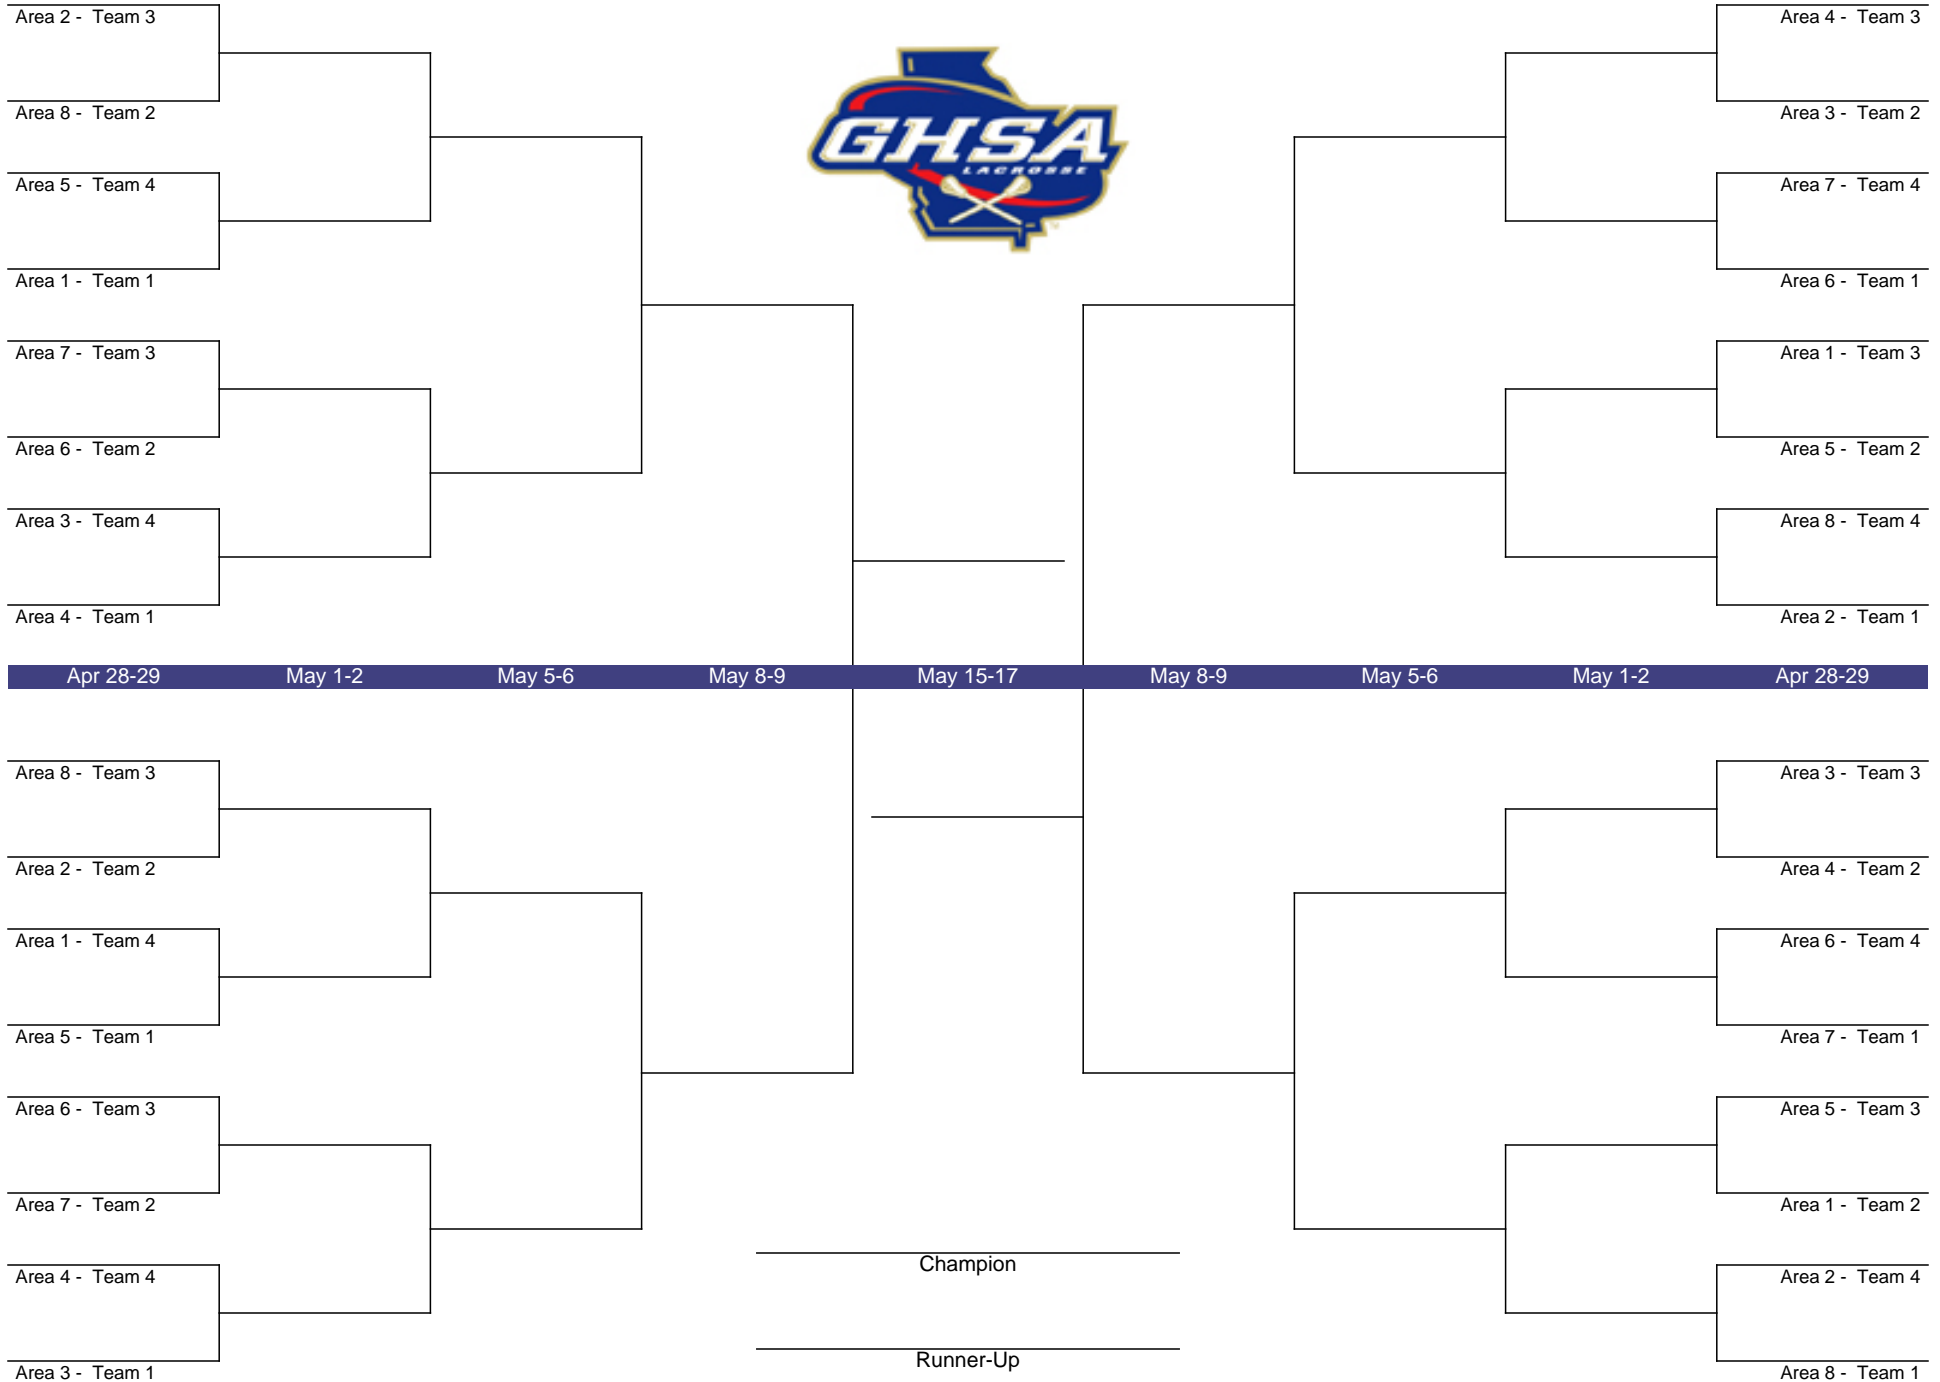 Area 2 - Team 3
Area 8 - Team 2
Area 5 - Team 4
Area 1 - Team 1
Area 7 - Team 3
Area 6 - Team 2
Area 3 - Team 4
Area 4 - Team 1
GHSA
LACROSSE
TM
Area 4 - Team 3
Area 3 - Team 2
Area 7 - Team 4
Area 6 - Team 1
Area 1 - Team 3
Area 5 - Team 2
Area 8 - Team 4
Area 2 - Team 1
Apr 28-29 May 1-2 May 5-6 May 8-9 May 15-17 May 8-9 May 5-6 May 1-2 Apr 28-29
Area 8 - Team 3
Area 2 - Team 2
Area 1 - Team 4
Area 5 - Team 1
Area 6 - Team 3
Area 7 - Team 2
Area 4 - Team 4
Area 3 - Team 1
Champion
Runner-Up
Area 3 - Team 3
Area 4 - Team 2
Area 6 - Team 4
Area 7 - Team 1
Area 5 - Team 3
Area 1 - Team 2
Area 2 - Team 4
Area 8 - Team 1